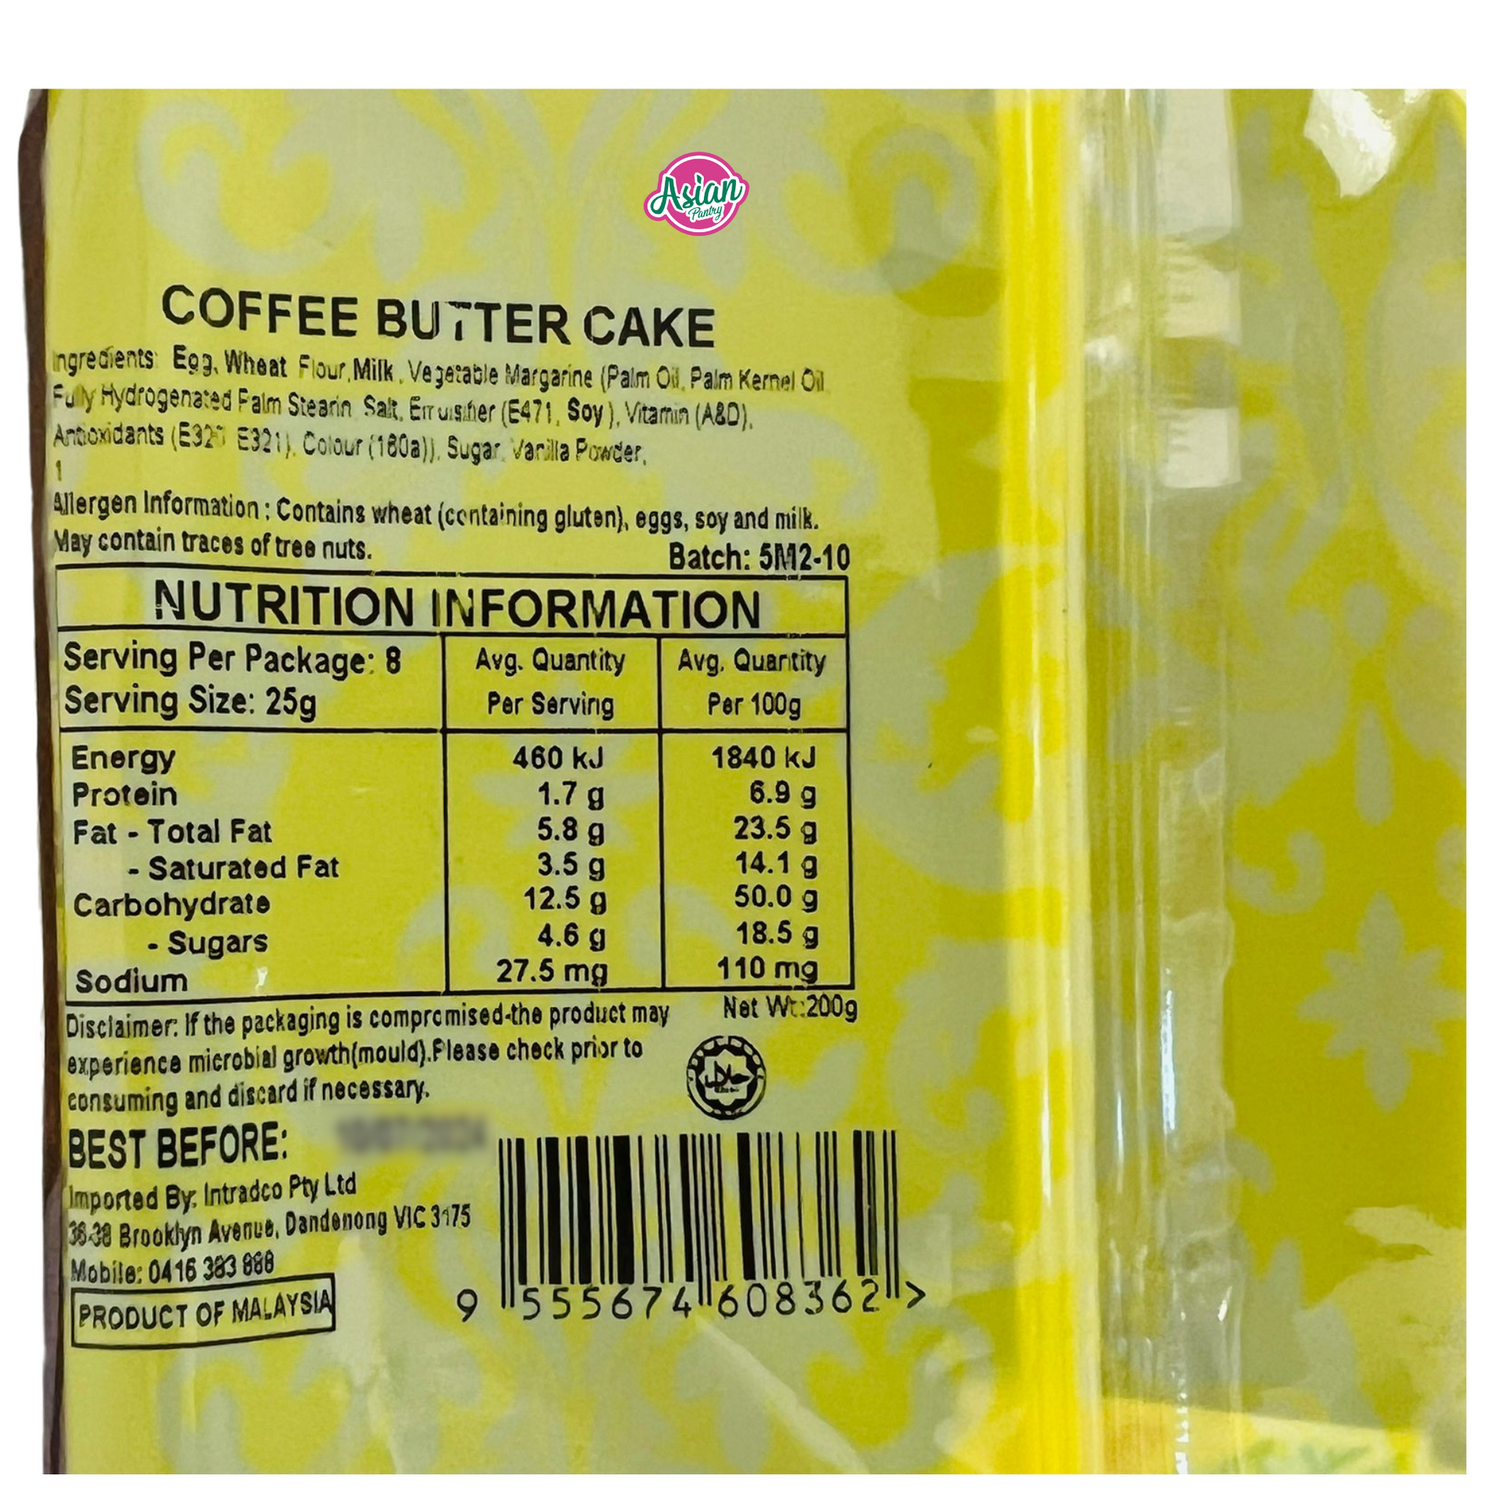 Asian
Pantry
COFFEE BUTTER CAKE
Ingredients: Egg, Wheat Flour, Milk, Vegetable Margarine (Palm Oil, Palm Kernel Oil
Fully Hydrogenated Palm Stearin Salt, Emulsifier (E471, Soy), Vitamin (A&D),
Antioxidants (E321), Colour (160a)), Sugar, Vanilla Powder,
1
Allergen Information : Contains wheat (containing gluten), eggs, soy and milk.
May contain traces of tree nuts.
Batch: 5M2-10
NUTRITION INFORMATION
Serving Per Package: 8
Serving Size: 25g
Avg. Quantity Per Serving
Avg. Quantity Per 100g
Energy 460 kJ 1840 kJ
Protein 1.7 g 6.9 g
Fat - Total Fat 5.8 g 23.5 g
- Saturated Fat 3.5 g 14.1 g
Carbohydrate 12.5 g 50.0 g
- Sugars 4.6 g 18.5 g
Sodium 27.5 mg 110 mg
Disclaimer: If the packaging is compromised-the product may
Net Wt:200g
experience microbial growth(mould).Please check prior to
consuming and discard if necessary.
BEST BEFORE:
Imported By: Intradco Pty Ltd
36-38 Brooklyn Avenue, Dandenong VIC 3175
Mobile: 0416 383 888
PRODUCT OF MALAYSIA
9 555674 608362 >